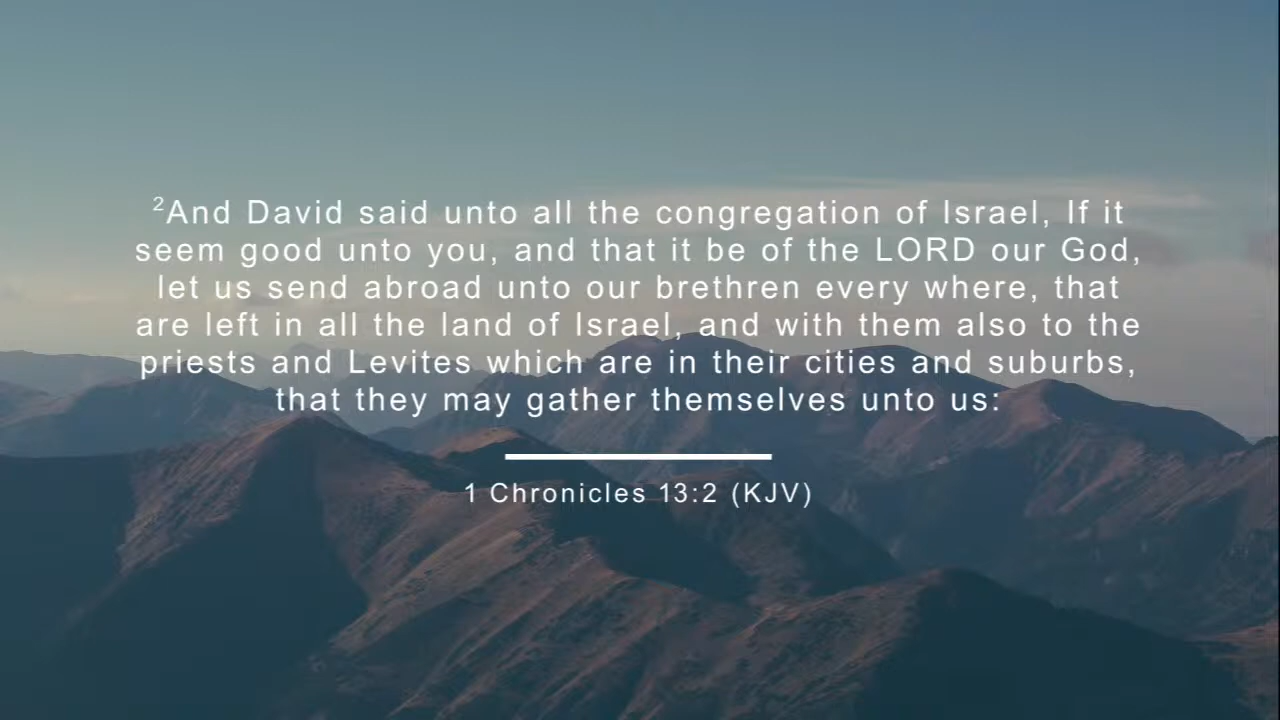 ²And David said unto all the congregation of Israel, If it
seem good unto you, and that it be of the LORD our God,
let us send abroad unto our brethren every where, that
are left in all the land of Israel, and with them also to the
priests and Levites which are in their cities and suburbs,
that they may gather themselves unto us:
1 Chronicles 13:2 (KJV)